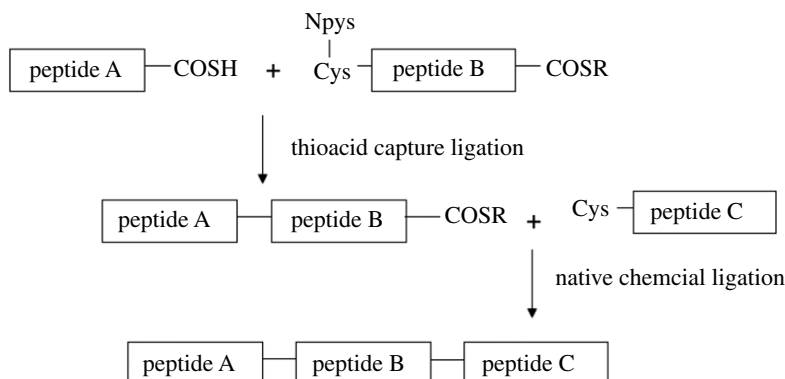 Npys
peptide A COSH + Cys peptide B COSR
thioacid capture ligation
peptide A peptide B COSR + Cys peptide C
native chemcial ligation
peptide A peptide B peptide C